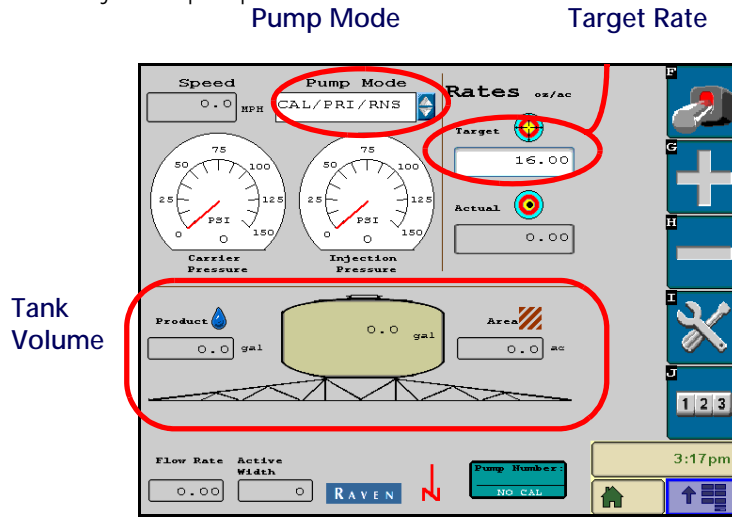 Pump Mode Target Rate
Speed Pump Mode Rates oz/ac
0.0 MPH CAL/PRI/RNS
Target
16.00
75 75
50 100 50 100
25 125 25 125
PSI PSI
0 150 0 150
0 0
Actual
0.00
Carrier Pressure
Injection Pressure
Tank
Volume
Product Area
0.0 gal 0.0 gal 0.0 ac
Flow Rate Active Width
0.00 0
RAVEN
Pump Number:
NO CAL
F
G
H
I
J
1 2 3
3:17pm